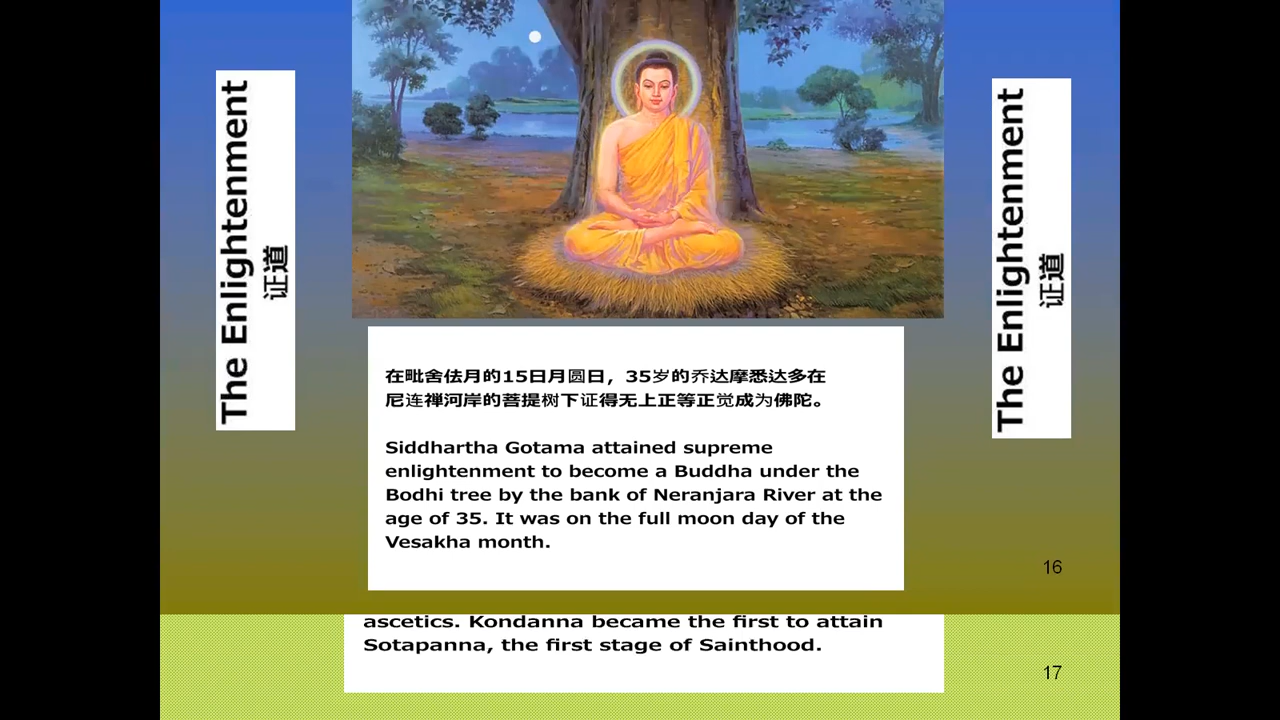 The Enlightenment
证道
The Enlightenment
证道
在毗舍佉月的15日月圆日，35岁的乔达摩悉达多在
尼连禅河岸的菩提树下证得无上正等正觉成为佛陀。
Siddhartha Gotama attained supreme
enlightenment to become a Buddha under the
Bodhi tree by the bank of Neranjara River at the
age of 35. It was on the full moon day of the
Vesakha month.
16
ascetics. Kondanna became the first to attain
Sotapanna, the first stage of Sainthood.
17